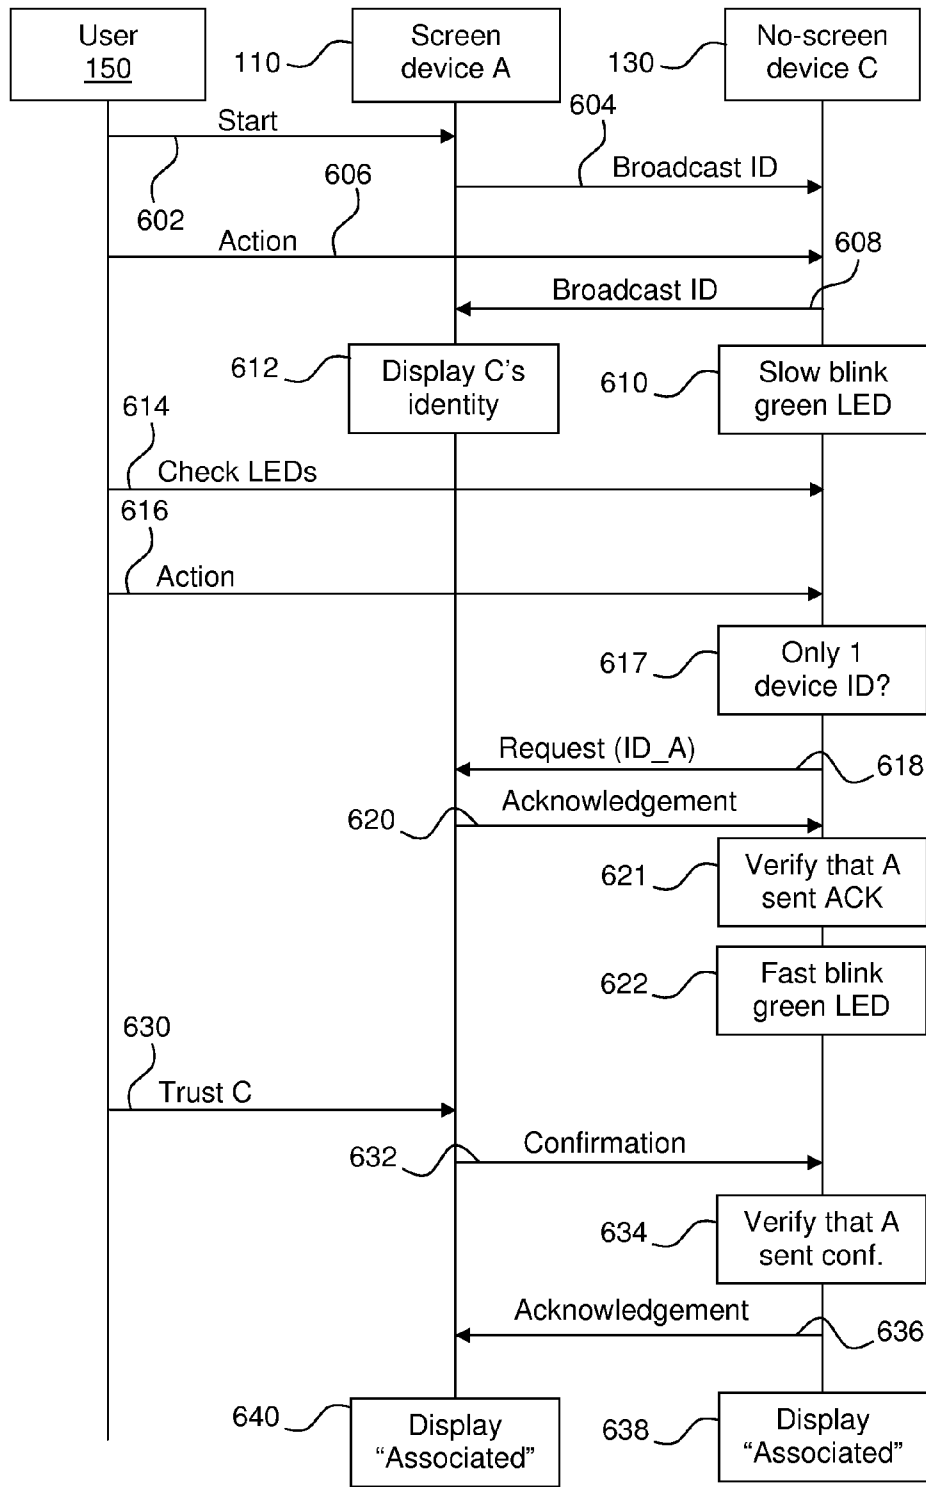 User
150
110
Screen
device A
130
No-screen
device C
Start
602
604
Broadcast ID
606
Action
608
Broadcast ID
612
Display C's
identity
610
Slow blink
green LED
614
Check LEDs
616
Action
617
Only 1
device ID?
Request (ID_A)
618
620
Acknowledgement
621
Verify that A
sent ACK
622
Fast blink
green LED
630
Trust C
632
Confirmation
634
Verify that A
sent conf.
Acknowledgement
636
640
Display
“Associated”
638
Display
“Associated”